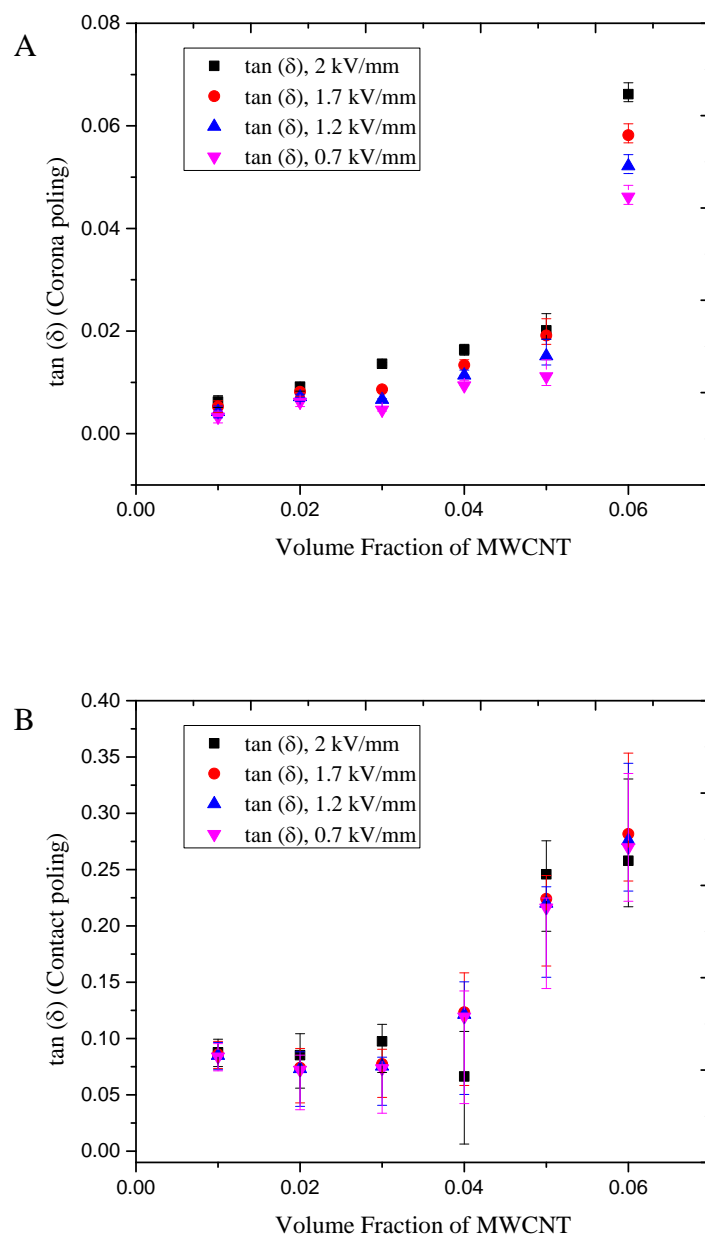 A
0.08
0.06
0.04
0.02
0.00
tan (δ) (Corona poling)
tan (δ), 2 kV/mm
tan (δ), 1.7 kV/mm
tan (δ), 1.2 kV/mm
tan (δ), 0.7 kV/mm
0.00 0.02 0.04 0.06
Volume Fraction of MWCNT
B
0.40
0.35
0.30
0.25
0.20
0.15
0.10
0.05
0.00
tan (δ) (Contact poling)
tan (δ), 2 kV/mm
tan (δ), 1.7 kV/mm
tan (δ), 1.2 kV/mm
tan (δ), 0.7 kV/mm
0.00 0.02 0.04 0.06
Volume Fraction of MWCNT